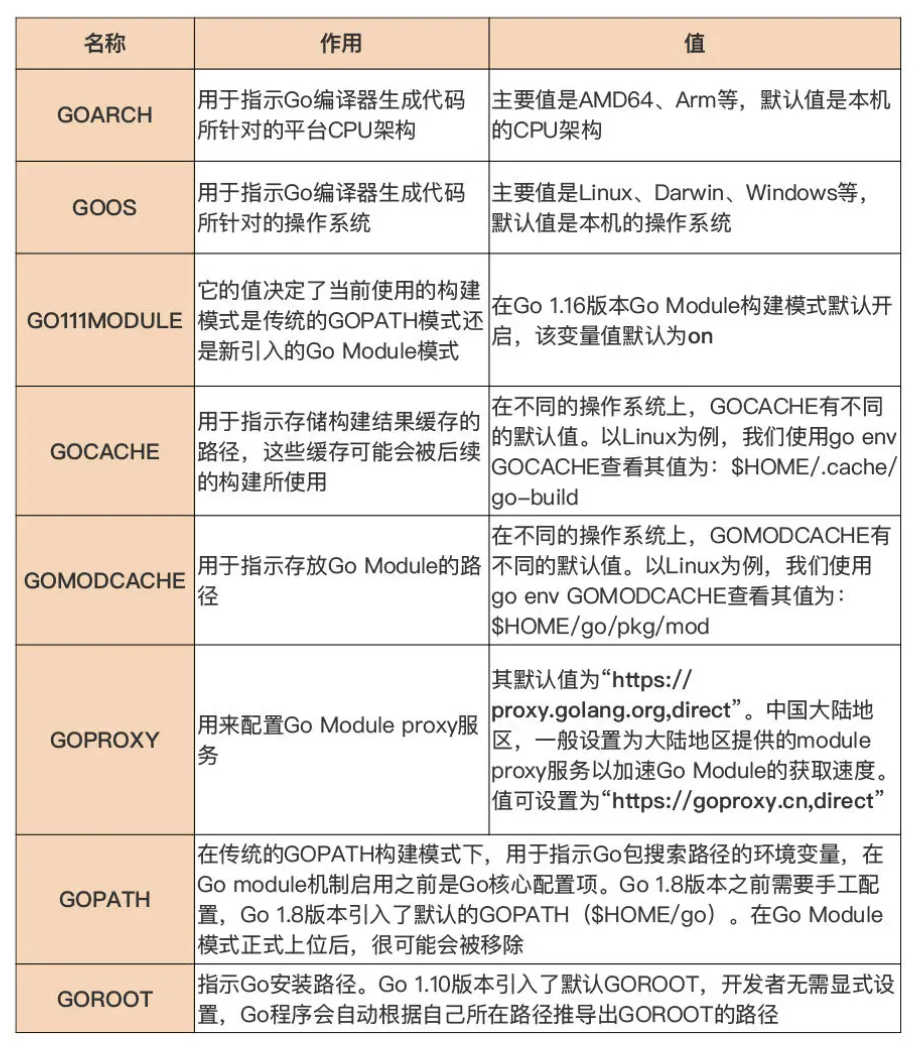 名称 作用 值
GOARCH
用于指示Go编译器生成代码
所针对的平台CPU架构
主要值是AMD64、Arm等，默认值是本机
的CPU架构
GOOS
用于指示Go编译器生成代码
所针对的操作系统
主要值是Linux、Darwin、Windows等，
默认值是本机的操作系统
GO111MODULE
它的值决定了当前使用的构建
模式是传统的GOPATH模式还
是新引入的Go Module模式
在Go 1.16版本Go Module构建模式默认开
启，该变量值默认为on
GOCACHE
用于指示存储构建结果缓存的
路径，这些缓存可能会被后续
的构建所使用
在不同的操作系统上，GOCACHE有不同
的默认值。以Linux为例，我们使用go env
GOCACHE查看其值为：$HOME/.cache/
go-build
GOMODCACHE
用于指示存放Go Module的路
径
在不同的操作系统上，GOMODCACHE有
不同的默认值。以Linux为例，我们使用
go env GOMODCACHE查看其值为：
$HOME/go/pkg/mod
GOPROXY
用来配置Go Module proxy服
务
其默认值为“https://
proxy.golang.org,direct”。中国大陆地
区，一般设置为大陆地区提供的module
proxy服务以加速Go Module的获取速度。
值可设置为“https://goproxy.cn,direct”
GOPATH
在传统的GOPATH构建模式下，用于指示Go包搜索路径的环境变量，在
Go module机制启用之前是Go核心配置项。Go 1.8版本之前需要手工配
置，Go 1.8版本引入了默认的GOPATH（$HOME/go）。在Go Module
模式正式上位后，很可能会被移除
GOROOT
指示Go安装路径。Go 1.10版本引入了默认GOROOT，开发者无需显式设
置，Go程序会自动根据自己所在路径推导出GOROOT的路径